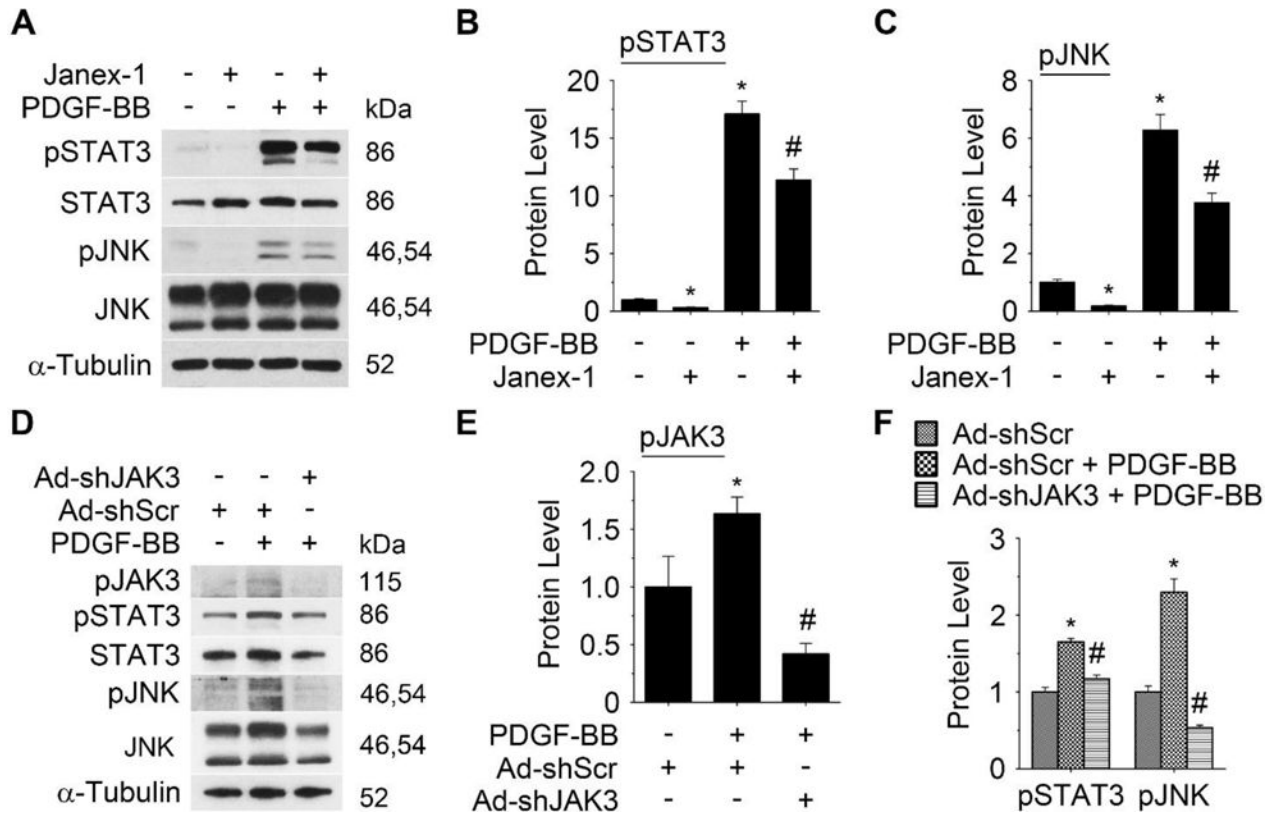 A
Janex-1 - + - +
PDGF-BB - - + + kDa
pSTAT3 86
STAT3 86
pJNK 46,54
JNK 46,54
α-Tubulin 52
B
pSTAT3
Protein Level
20
15
10
5
0
*
*
#
PDGF-BB - - + +
Janex-1 - + - +
C
pJNK
Protein Level
8
6
4
2
0
*
*
#
PDGF-BB - - + +
Janex-1 - + - +
D
Ad-shJAK3 - - +
Ad-shScr + + -
PDGF-BB - + + kDa
pJAK3 115
pSTAT3 86
STAT3 86
pJNK 46,54
JNK 46,54
α-Tubulin 52
E
pJAK3
Protein Level
2.0
1.5
1.0
0.5
0.0
*
#
PDGF-BB - + +
Ad-shScr + + -
Ad-shJAK3 - - +
F
Ad-shScr
Ad-shScr + PDGF-BB
Ad-shJAK3 + PDGF-BB
Protein Level
3
2
1
0
*
#
*
#
pSTAT3 pJNK